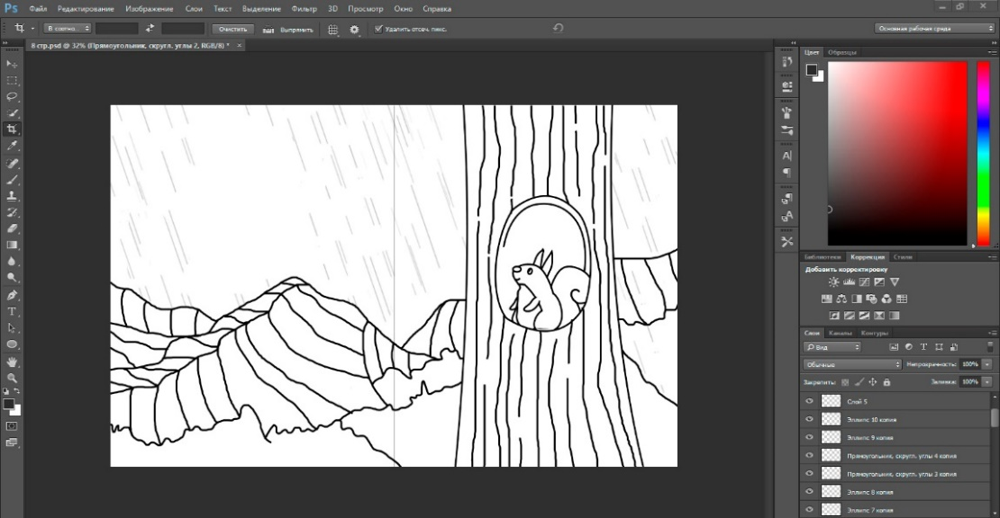 Ps Файл Редактирование Изображение Слои Текст Выделение Фильтр 3D Просмотр Окно Справка
В соотно... Очистить Выпрямить Удалить отсеч. пикс. Основная рабочая среда
8 стр.psd @ 32% (Прямоугольник, скругл. углы 2, RGB/8) * ×
Цвет Образцы
Библиотеки Коррекция Стили
Добавить корректировку
Слои Каналы Контуры
Вид
Обычные Непрозрачность: 100%
Закрепить: Заливка: 100%
Слой 5
Эллипс 10 копия
Эллипс 9 копия
Прямоугольник, скругл. углы 4 копия
Прямоугольник, скругл. углы 3 копия
Эллипс 8 копия
Эллипс 7 копия